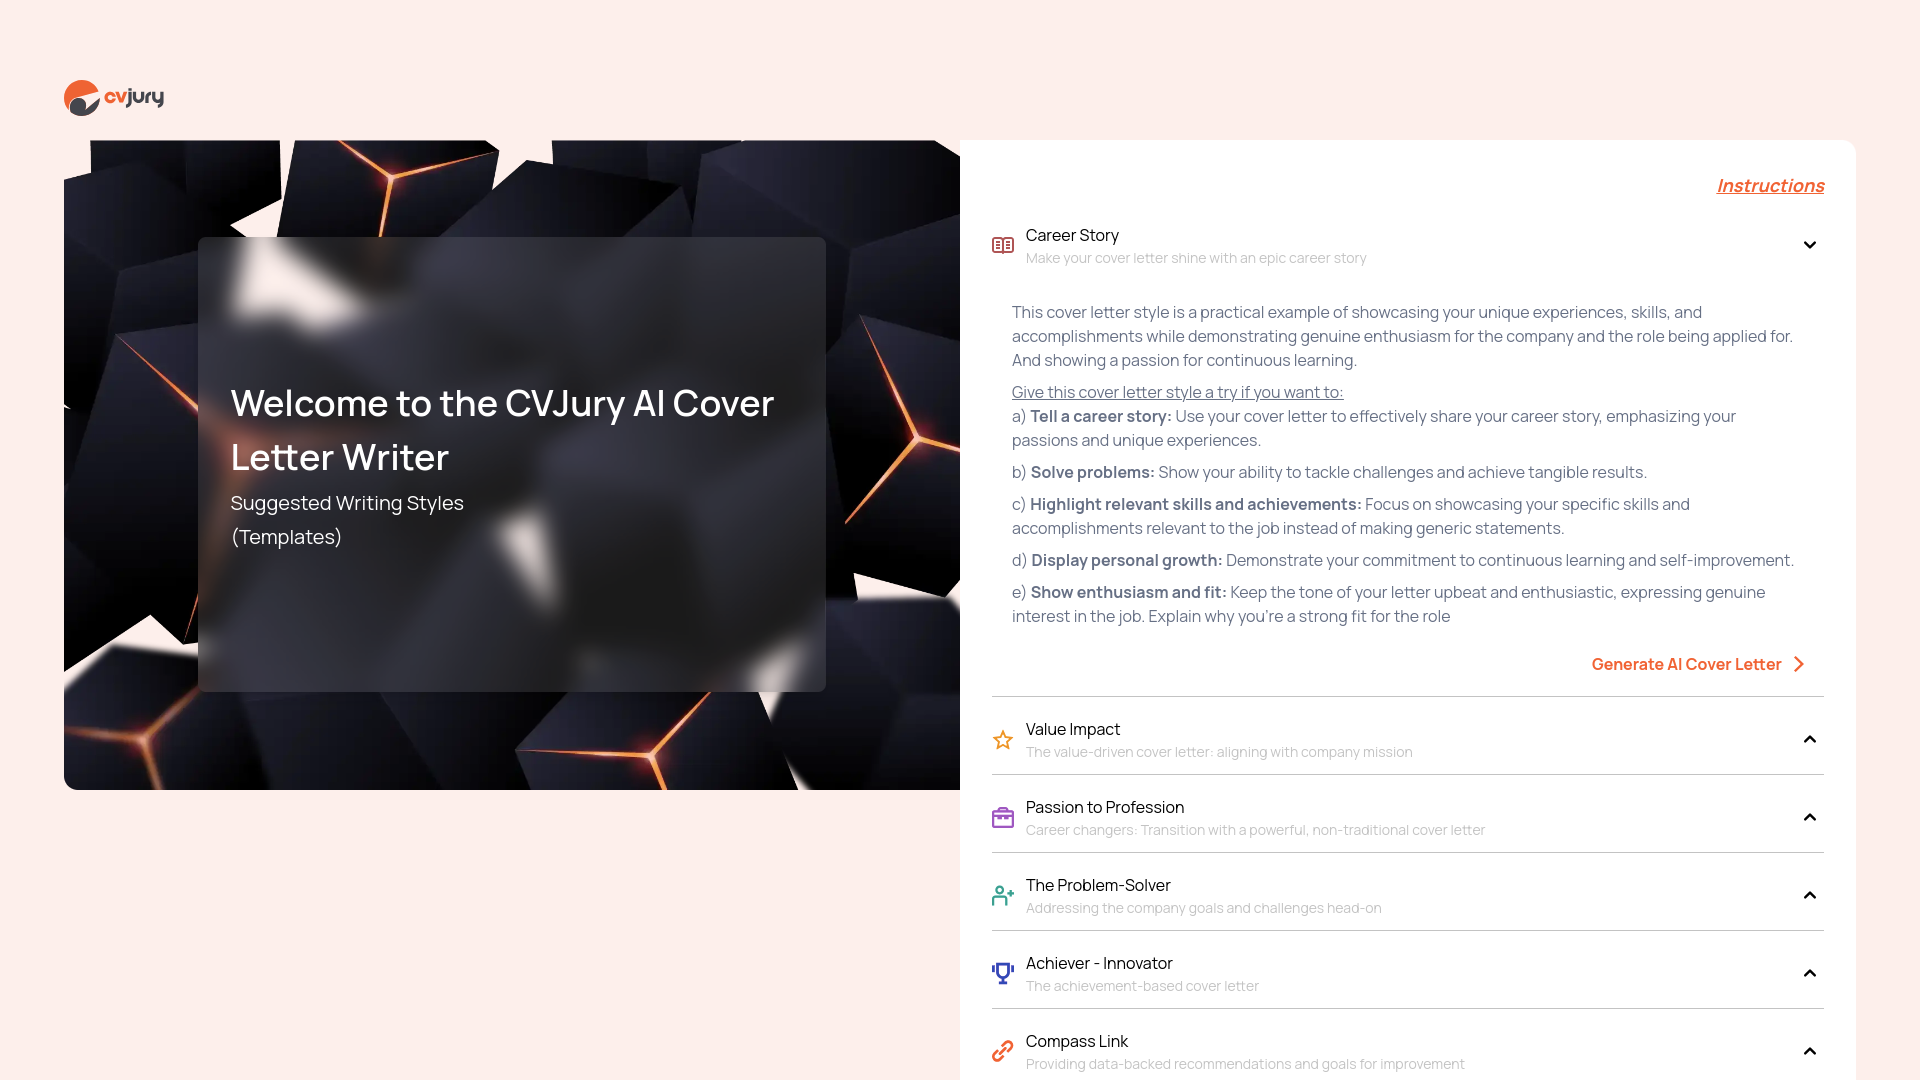 cvjury
Welcome to the CVJury AI Cover
Letter Writer
Suggested Writing Styles
(Templates)
Instructions
Career Story
Make your cover letter shine with an epic career story
This cover letter style is a practical example of showcasing your unique experiences, skills, and
accomplishments while demonstrating genuine enthusiasm for the company and the role being applied for.
And showing a passion for continuous learning.
Give this cover letter style a try if you want to:
a) Tell a career story: Use your cover letter to effectively share your career story, emphasizing your
passions and unique experiences.
b) Solve problems: Show your ability to tackle challenges and achieve tangible results.
c) Highlight relevant skills and achievements: Focus on showcasing your specific skills and
accomplishments relevant to the job instead of making generic statements.
d) Display personal growth: Demonstrate your commitment to continuous learning and self-improvement.
e) Show enthusiasm and fit: Keep the tone of your letter upbeat and enthusiastic, expressing genuine
interest in the job. Explain why you're a strong fit for the role
Generate AI Cover Letter
Value Impact
The value-driven cover letter: aligning with company mission
Passion to Profession
Career changers: Transition with a powerful, non-traditional cover letter
The Problem-Solver
Addressing the company goals and challenges head-on
Achiever - Innovator
The achievement-based cover letter
Compass Link
Providing data-backed recommendations and goals for improvement